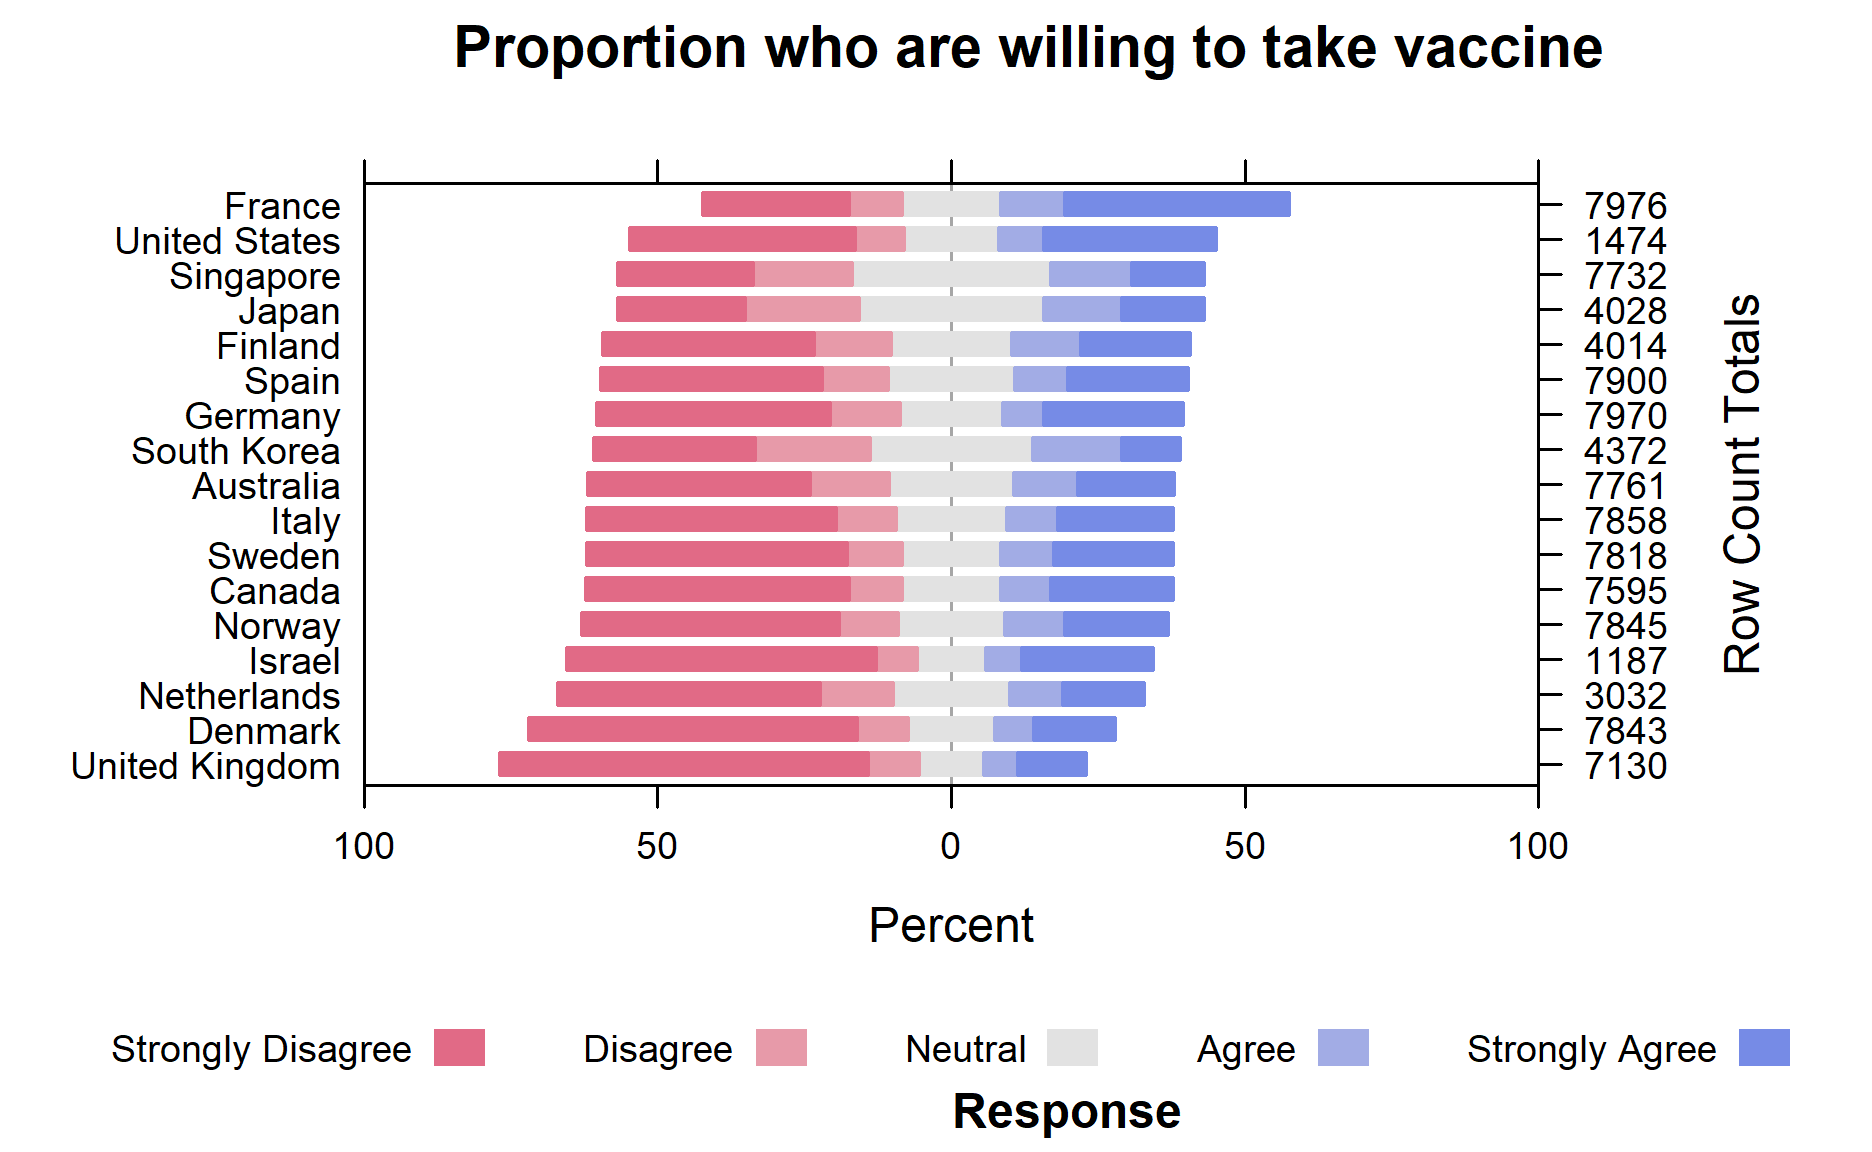 Proportion who are willing to take vaccine
France 7976
United States 1474
Singapore 7732
Japan 4028
Finland 4014
Spain 7900
Germany 7970
South Korea 4372
Australia 7761
Italy 7858
Sweden 7818
Canada 7595
Norway 7845
Israel 1187
Netherlands 3032
Denmark 7843
United Kingdom 7130
Row Count Totals
100 50 0 50 100
Percent
Strongly Disagree Disagree Neutral Agree Strongly Agree
Response